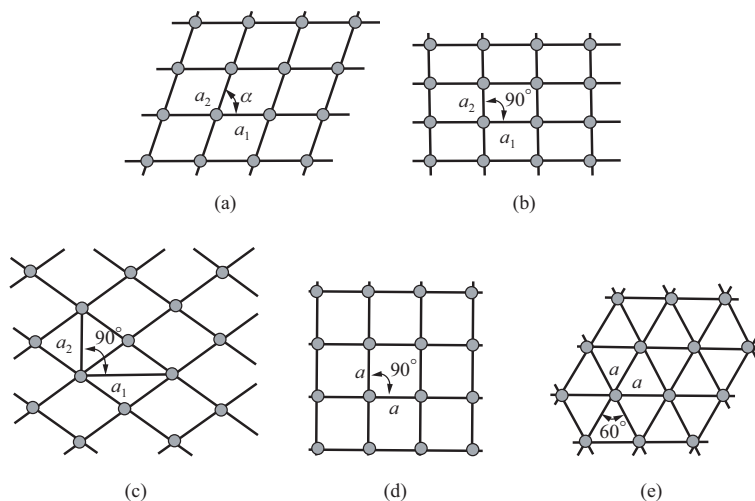 a₂ α
a₁
(a)
a₂ 90°
a₁
(b)
90°
a₂
a₁
(c)
a 90°
a
(d)
a a
60°
(e)